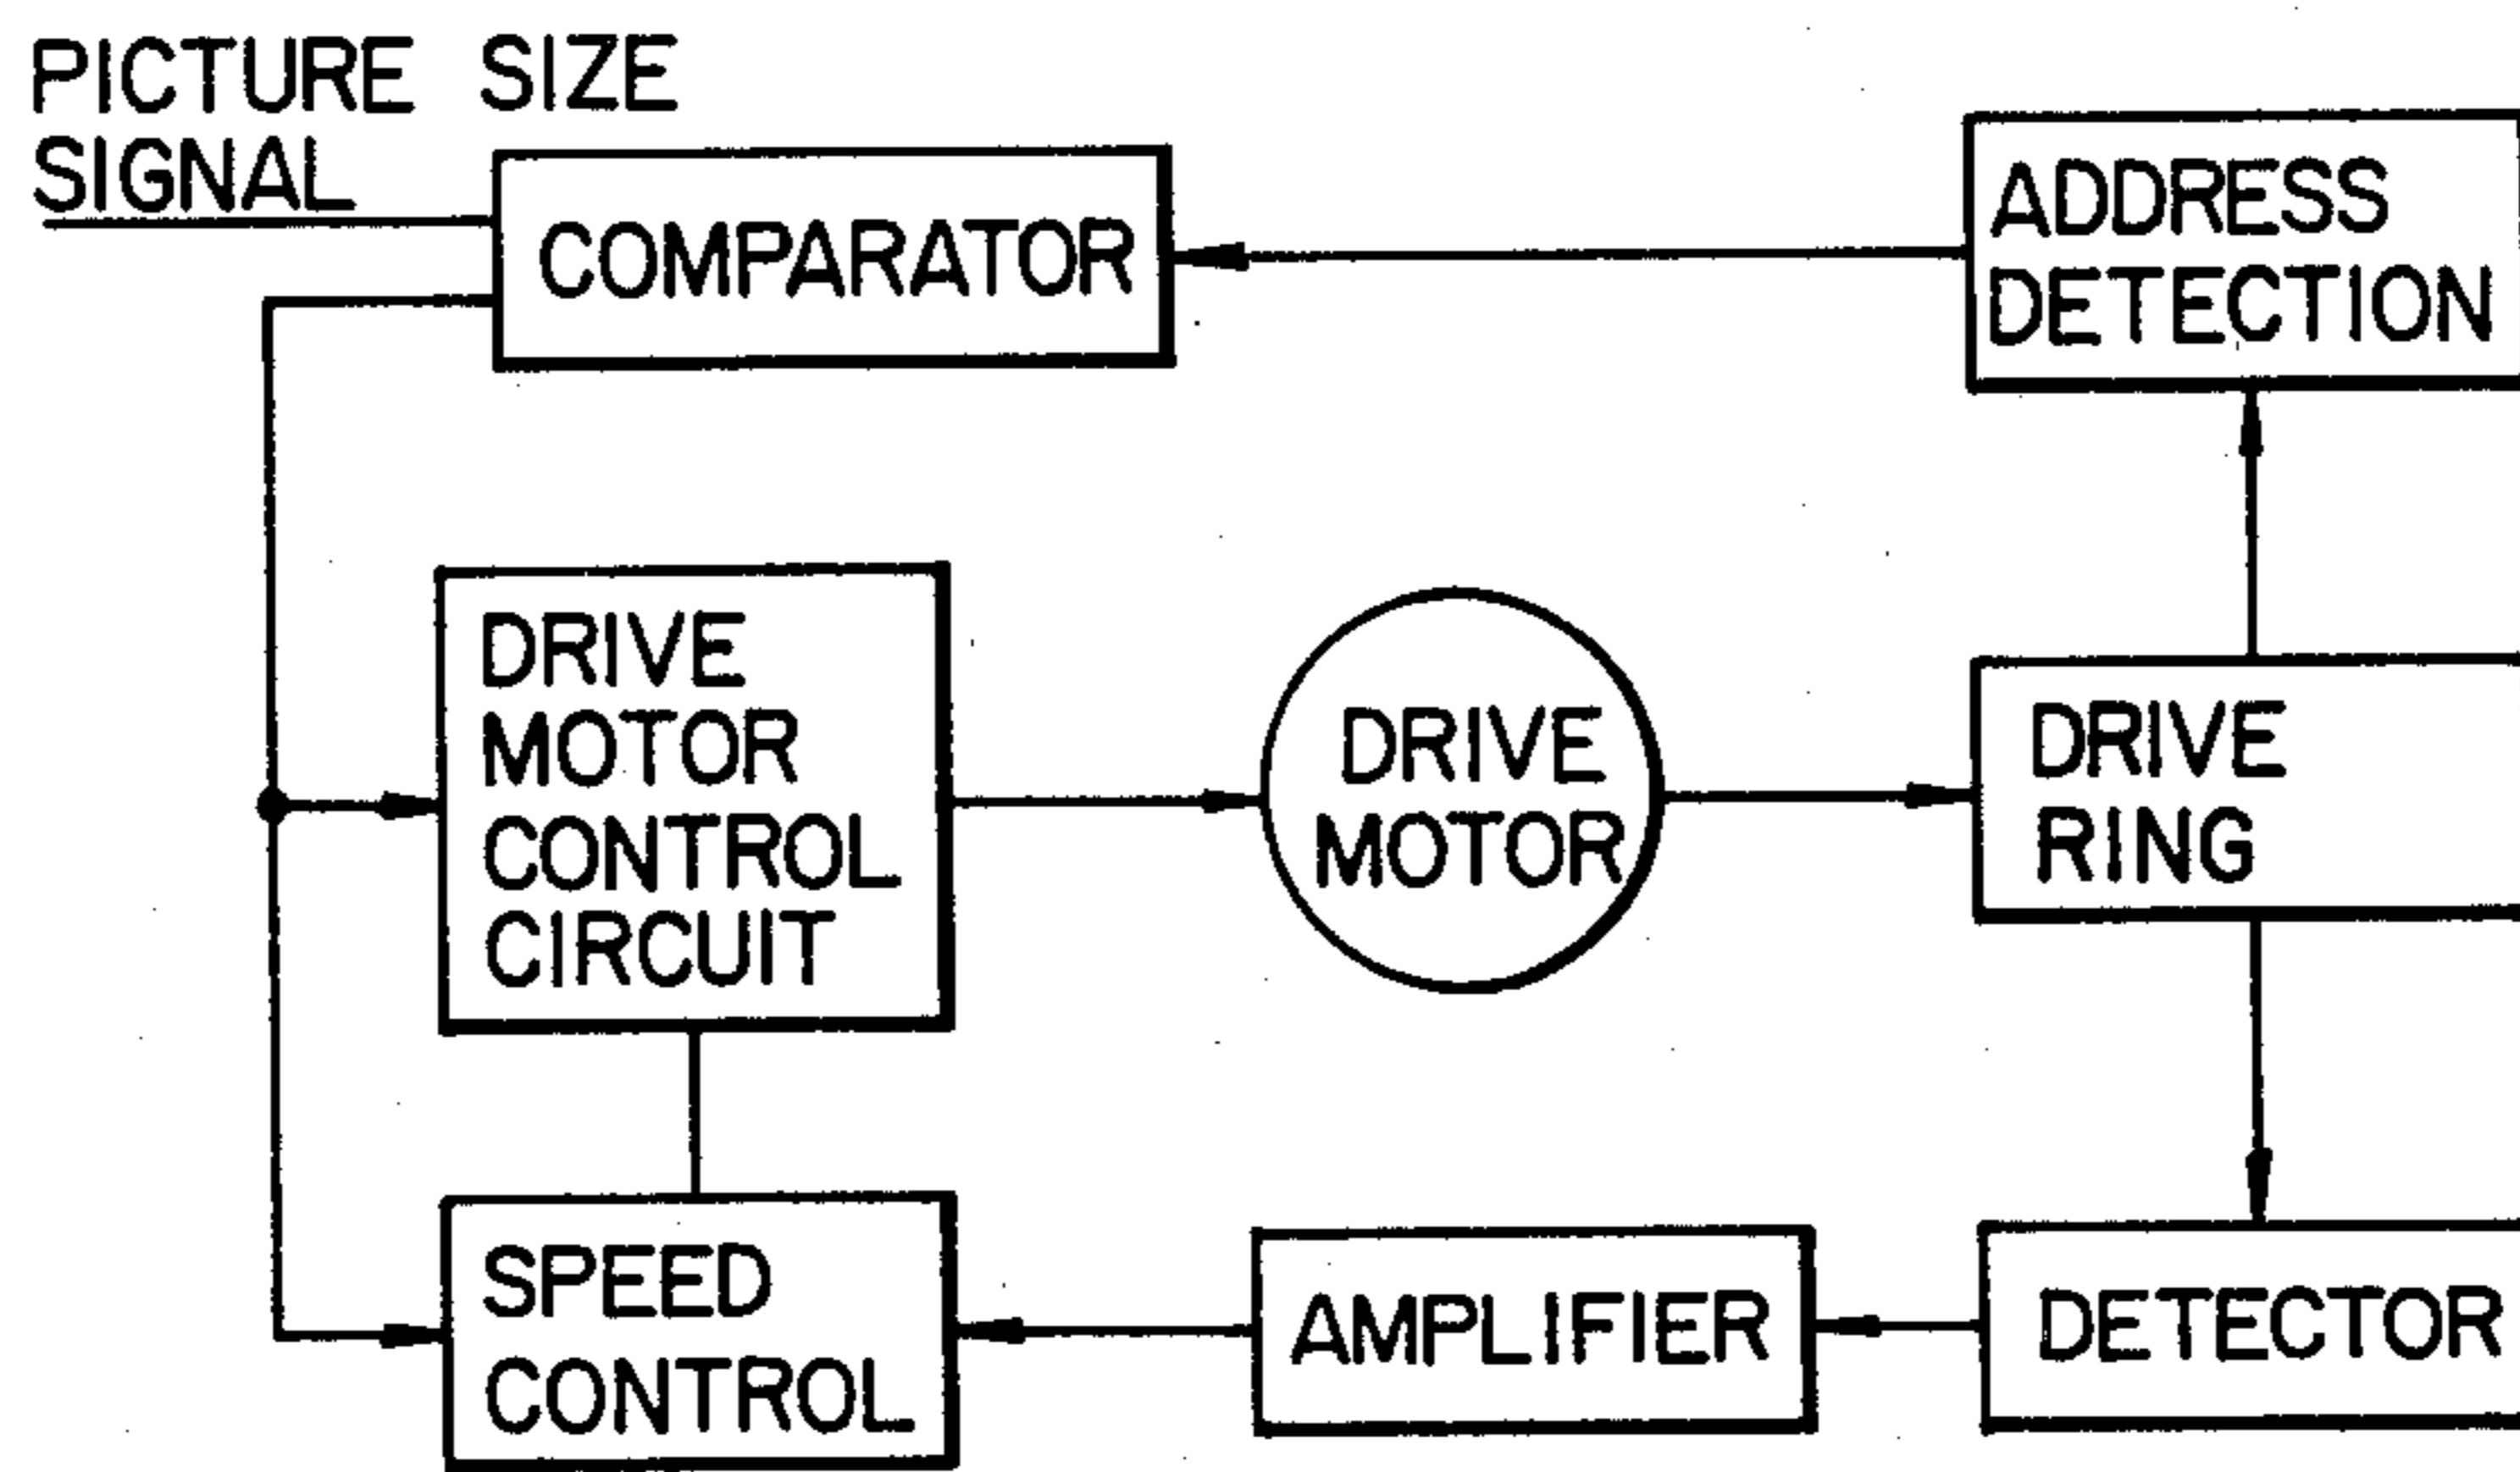 PICTURE SIZE
SIGNAL
COMPARATOR
ADDRESS
DETECTION
DRIVE
MOTOR
CONTROL
CIRCUIT
DRIVE
MOTOR
DRIVE
RING
SPEED
CONTROL
AMPLIFIER
DETECTOR